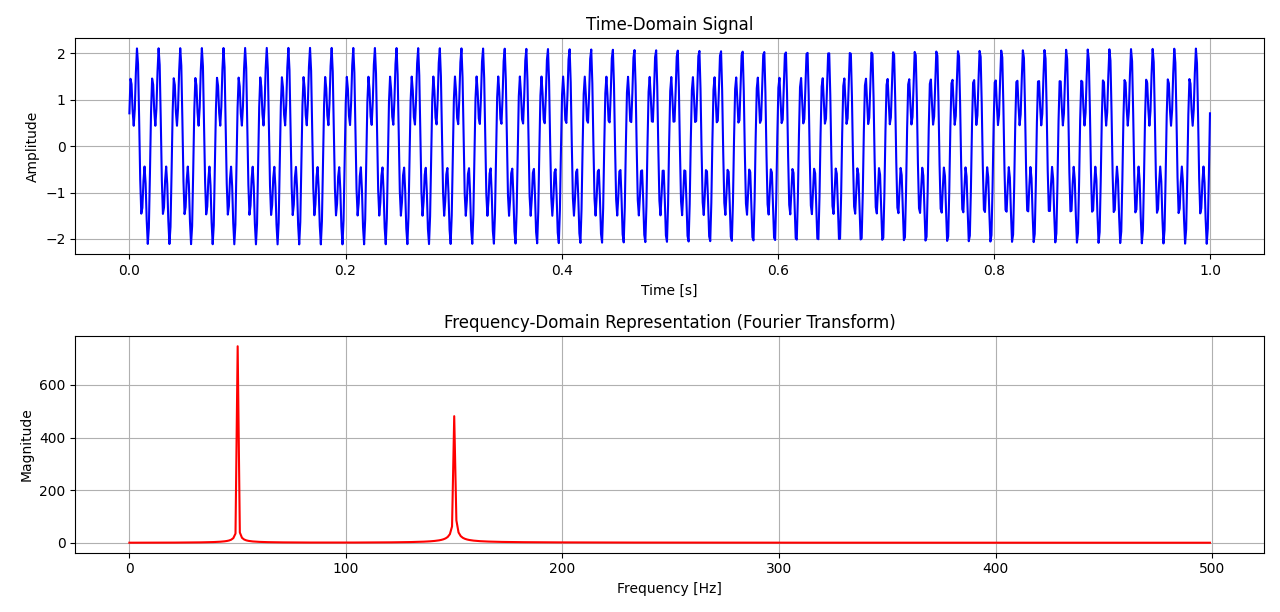 Time-Domain Signal
Amplitude
2
1
0
−1
−2
0.0 0.2 0.4 0.6 0.8 1.0
Time [s]
Frequency-Domain Representation (Fourier Transform)
Magnitude
600
400
200
0
0 100 200 300 400 500
Frequency [Hz]